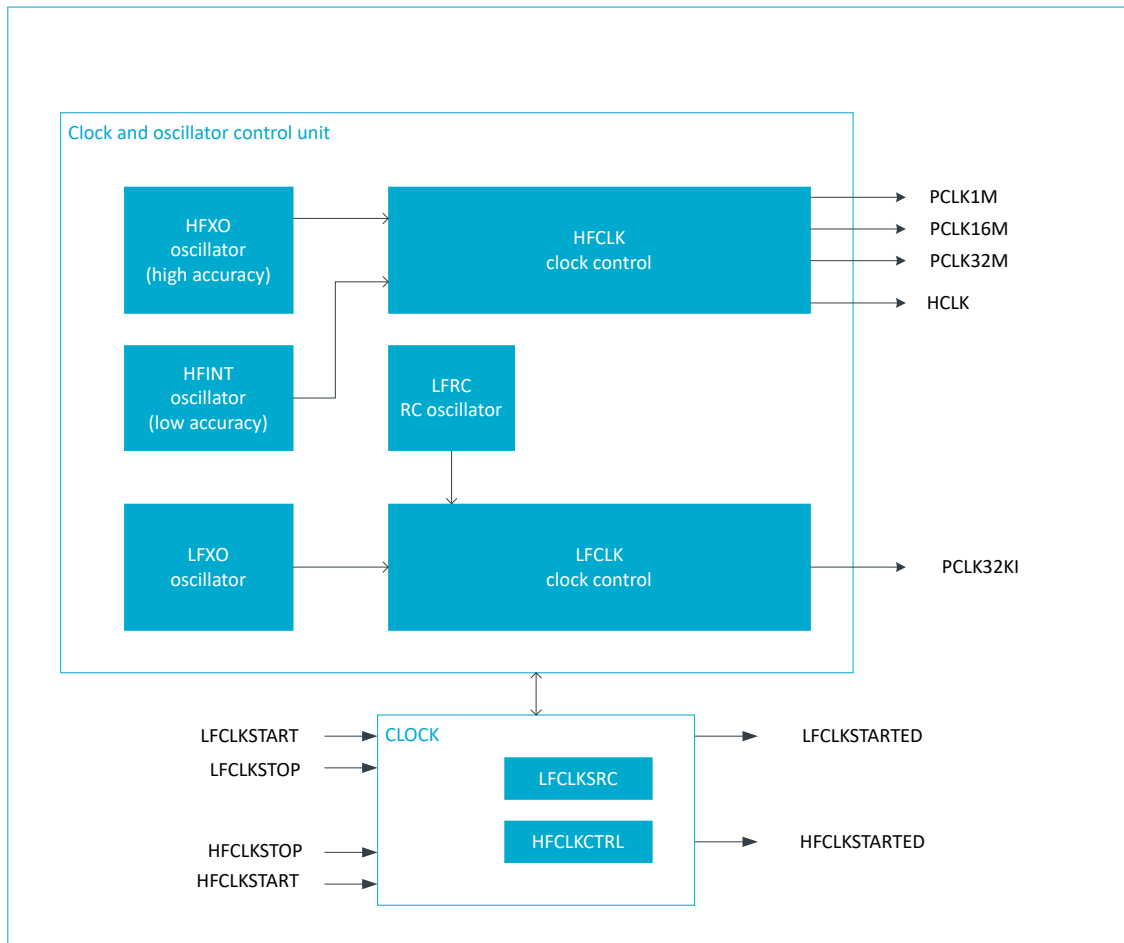 Clock and oscillator control unit
HFXO
oscillator
(high accuracy)
HFCLK
clock control
PCLK1M
PCLK16M
PCLK32M
HCLK
HFINT
oscillator
(low accuracy)
LFRC
RC oscillator
LFXO
oscillator
LFCLK
clock control
PCLK32KI
LFCLKSTART
LFCLKSTOP
HFCLKSTOP
HFCLKSTART
CLOCK
LFCLKSRC
HFCLKCTRL
LFCLKSTARTED
HFCLKSTARTED